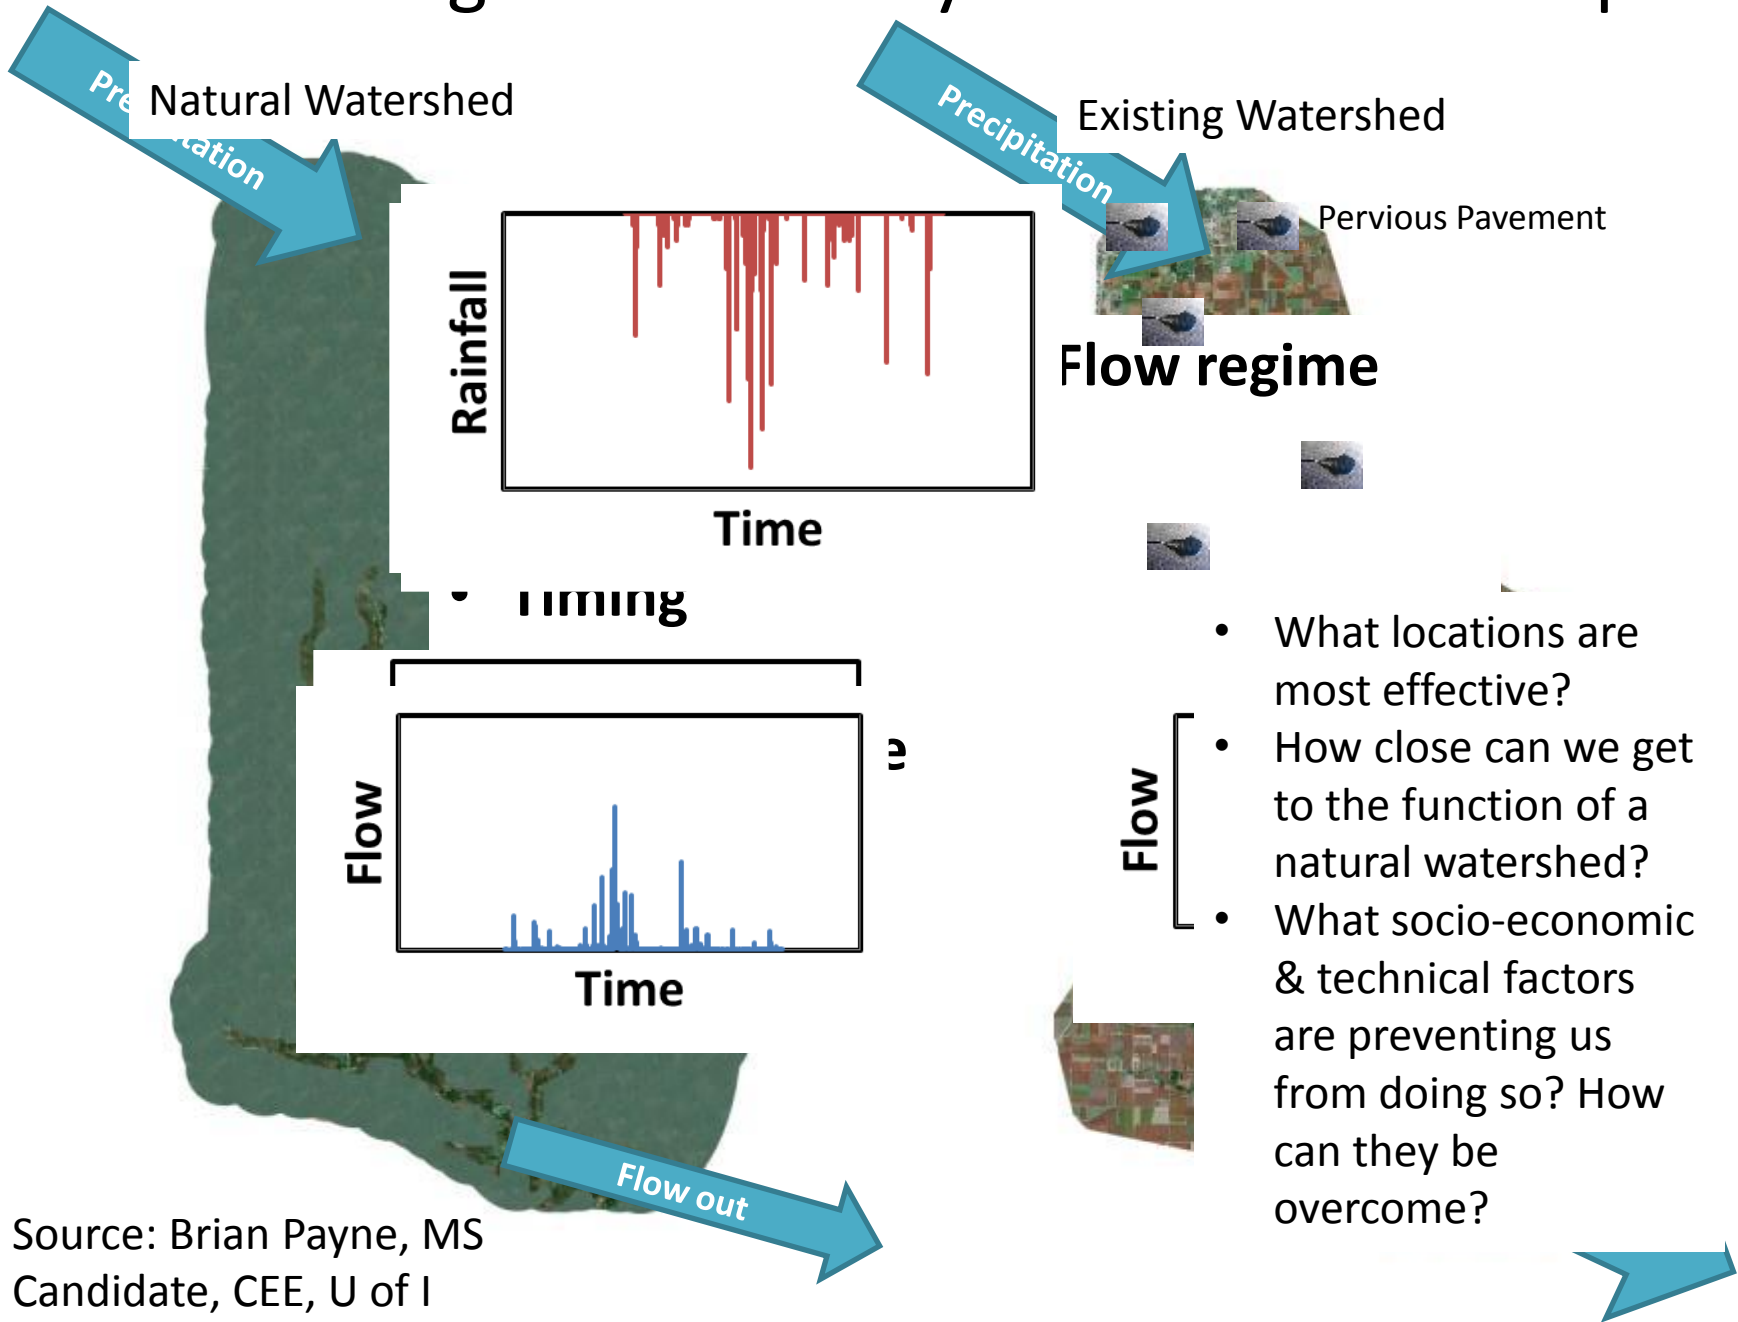 Natural Watershed
Precipitation
Existing Watershed
Pervious Pavement
Rainfall
Time
Flow regime
• Timing
Flow
Time
Flow
• What locations are
most effective?
• How close can we get
to the function of a
natural watershed?
• What socio-economic
& technical factors
are preventing us
from doing so? How
can they be
overcome?
Flow out
Source: Brian Payne, MS
Candidate, CEE, U of I